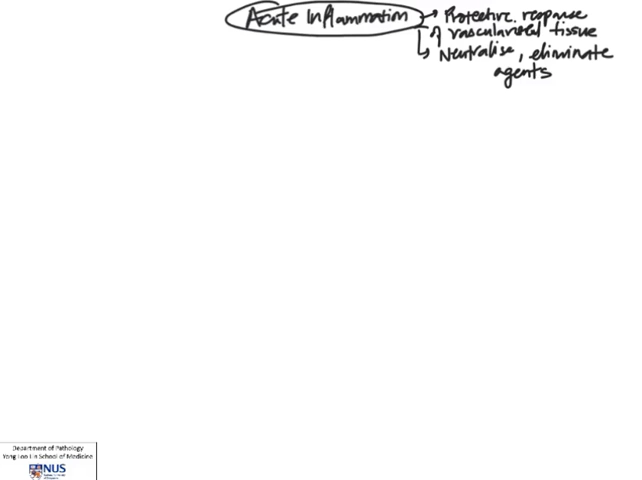 Acute Inflammation → Protective response
of vascularised tissue
↳ Neutralise, eliminate
agents
Department of Pathology
Yong Loo Lin School of Medicine
NUS